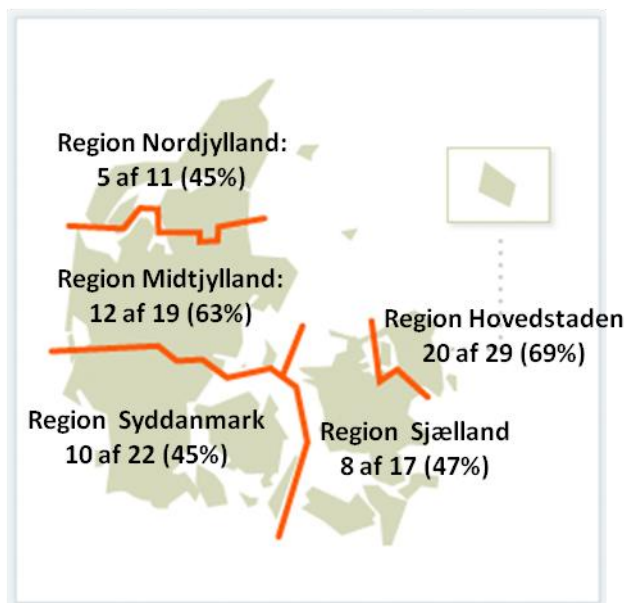 Region Nordjylland:
5 af 11 (45%)
Region Midtjylland:
12 af 19 (63%)
Region Hovedstaden
20 af 29 (69%)
Region Syddanmark
10 af 22 (45%)
Region Sjælland
8 af 17 (47%)